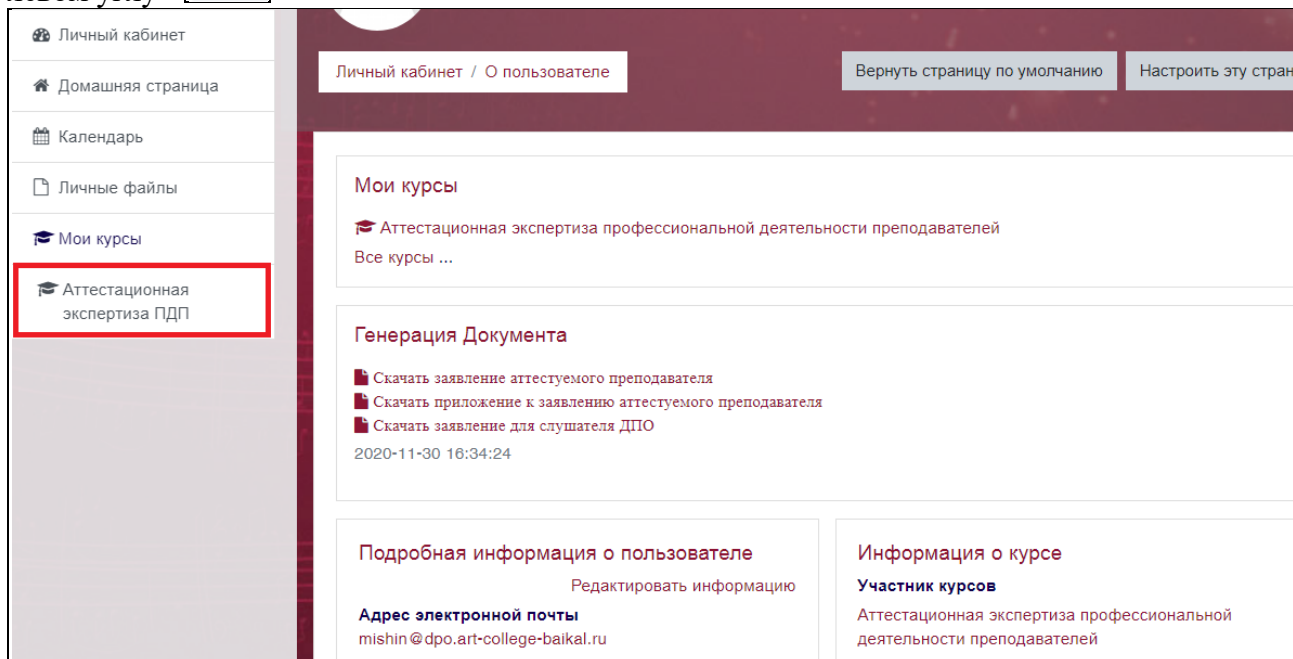 Личный кабинет
Домашняя страница
Календарь
Личные файлы
Мои курсы
Аттестационная
экспертиза ПДП
Личный кабинет / О пользователе
Вернуть страницу по умолчанию
Настроить эту стран
Мои курсы
Аттестационная экспертиза профессиональной деятельности преподавателей
Все курсы ...
Генерация Документа
Скачать заявление аттестуемого преподавателя
Скачать приложение к заявлению аттестуемого преподавателя
Скачать заявление для слушателя ДПО
2020-11-30 16:34:24
Подробная информация о пользователе
Редактировать информацию
Адрес электронной почты
mishin@dpo.art-college-baikal.ru
Информация о курсе
Участник курсов
Аттестационная экспертиза профессиональной
деятельности преподавателей